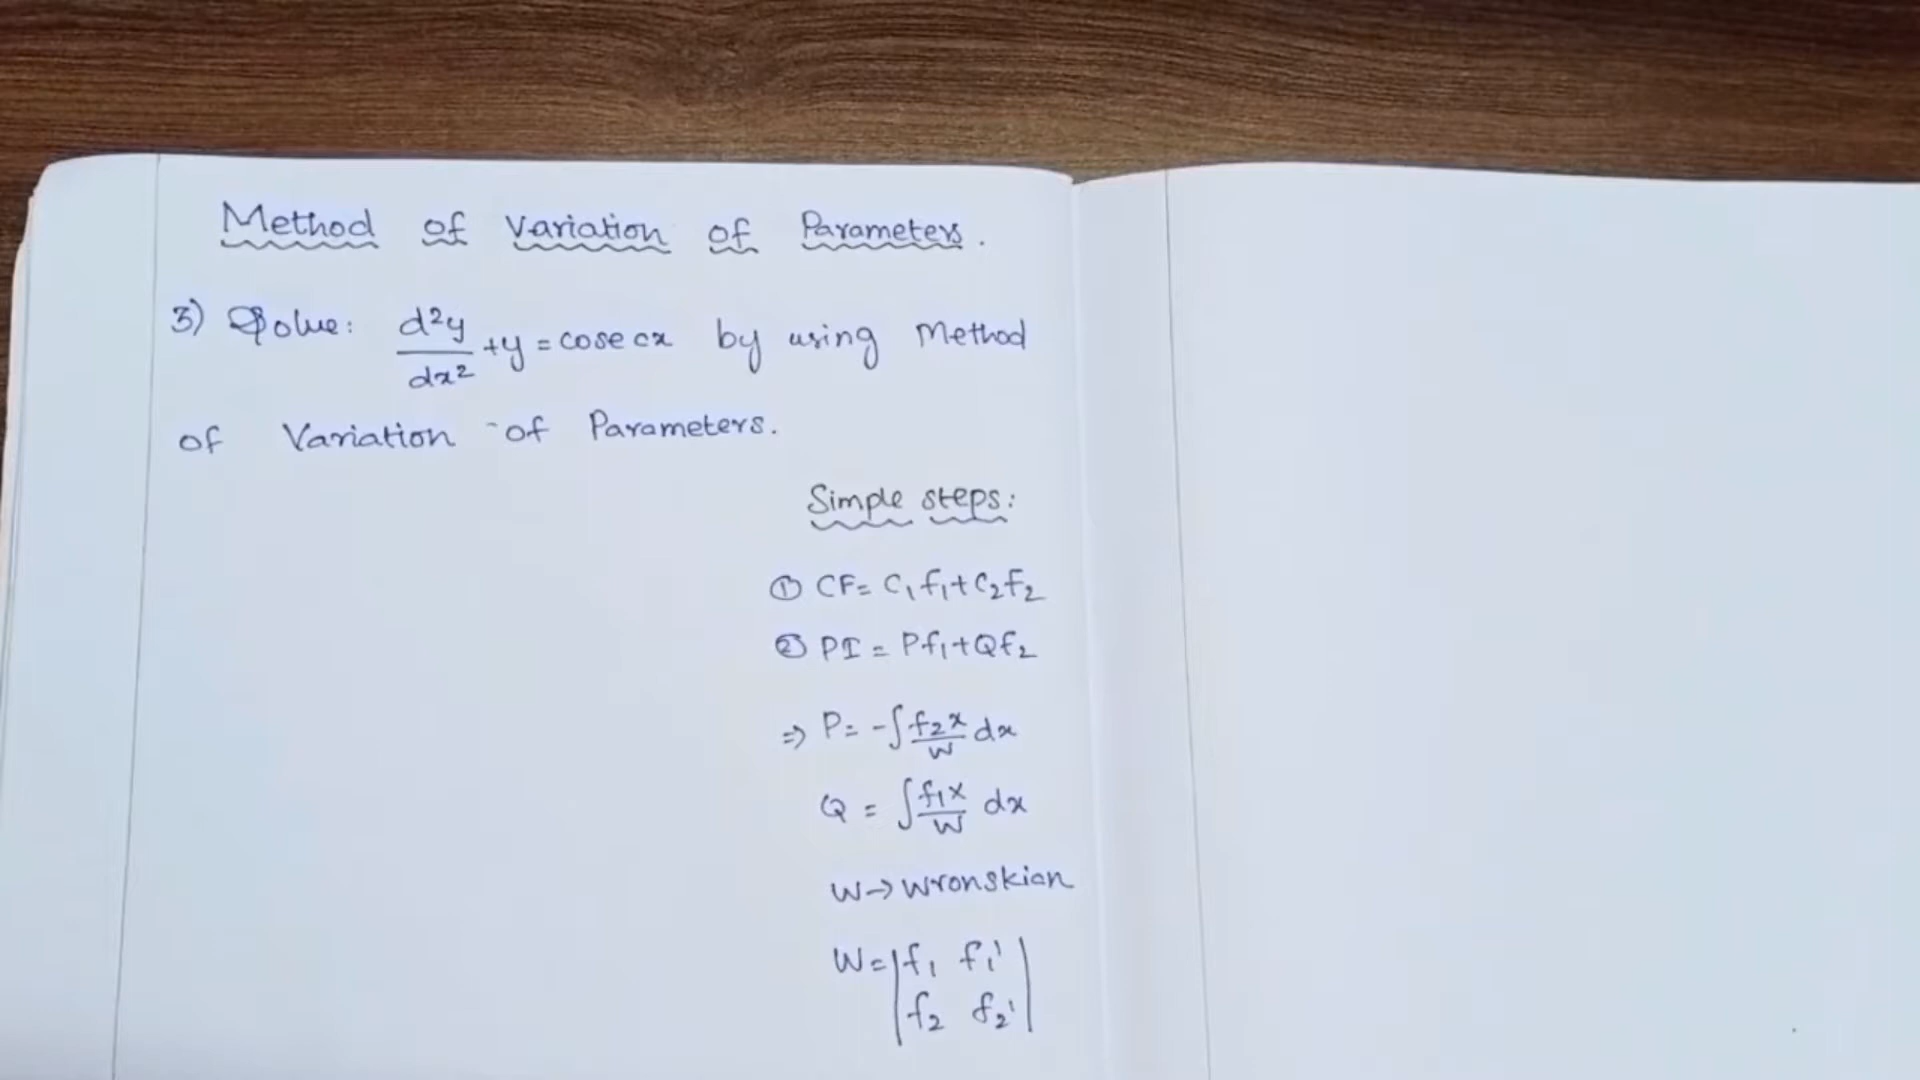 Method of Variation of Parameters.
3) Solve: d²y/dx² + y = cosecx by using Method
of Variation of Parameters.
Simple steps:
① CF = C₁f₁ + C₂f₂
② PI = Pf₁ + Qf₂
⇒ P = -∫ f₂x/W dx
Q = ∫ f₁x/W dx
W → Wronskian
W = | f₁ f₁' |
| f₂ f₂' |